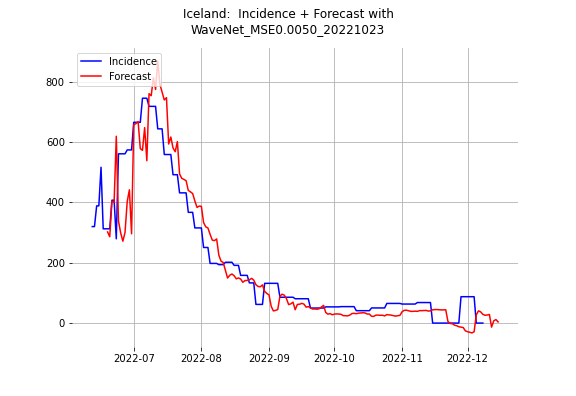 Iceland:  Incidence + Forecast with
WaveNet_MSE0.0050_20221023
Incidence
Forecast
800
600
400
200
0
2022-07
2022-08
2022-09
2022-10
2022-11
2022-12